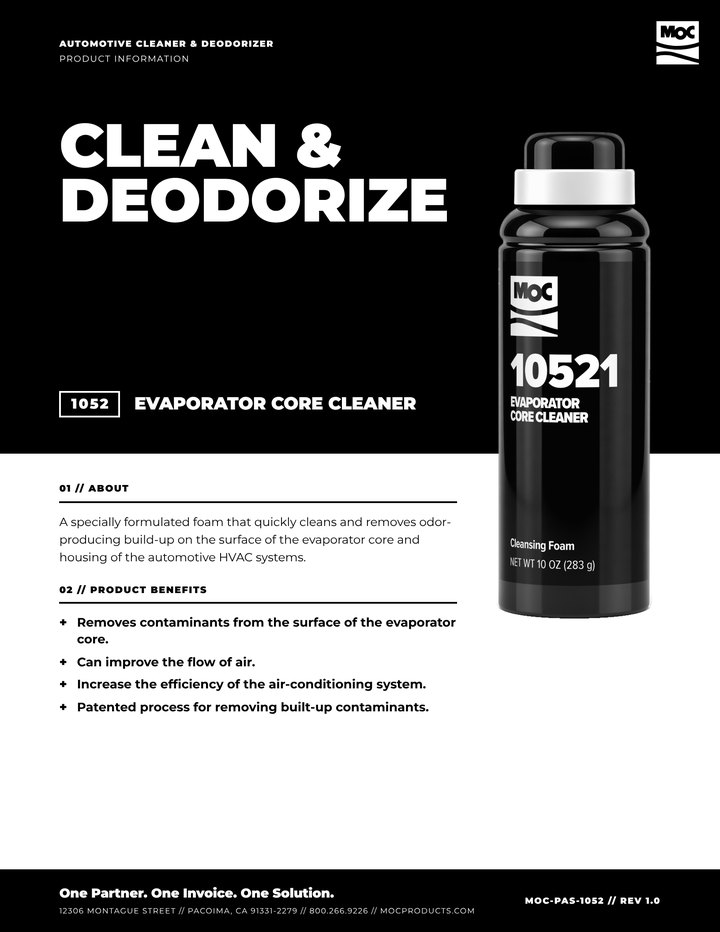 AUTOMOTIVE CLEANER & DEODORIZER
PRODUCT INFORMATION
MOC
CLEAN &
DEODORIZE
1052 EVAPORATOR CORE CLEANER
MOC
10521
EVAPORATOR
CORE CLEANER
Cleansing Foam
NET WT 10 OZ (283 g)
01 // ABOUT
A specially formulated foam that quickly cleans and removes odor-
producing build-up on the surface of the evaporator core and
housing of the automotive HVAC systems.
02 // PRODUCT BENEFITS
+ Removes contaminants from the surface of the evaporator
core.
+ Can improve the flow of air.
+ Increase the efficiency of the air-conditioning system.
+ Patented process for removing built-up contaminants.
One Partner. One Invoice. One Solution.
12306 MONTAGUE STREET // PACOIMA, CA 91331-2279 // 800.266.9226 // MOCPRODUCTS.COM
MOC-PAS-1052 // REV 1.0